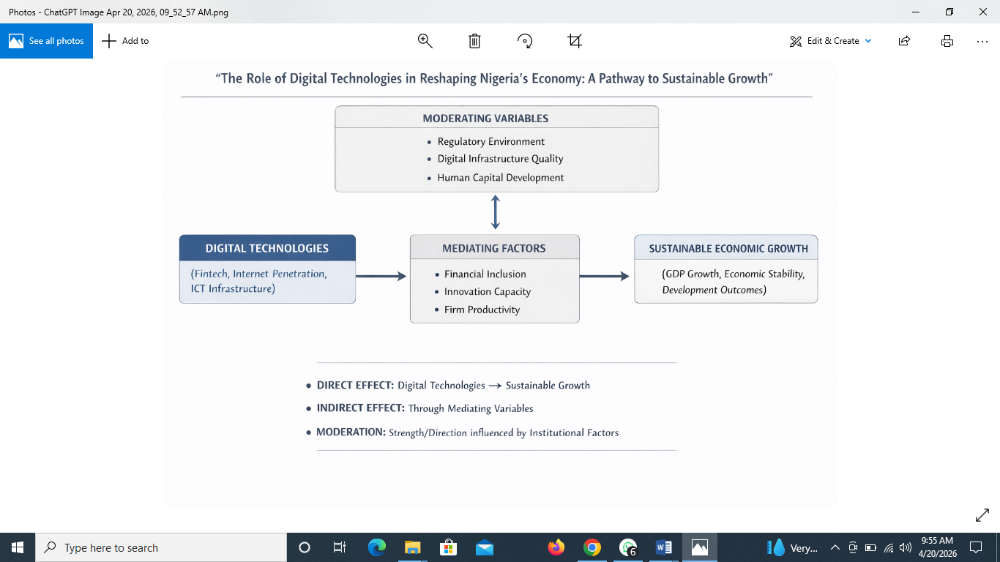 Photos - ChatGPT Image Apr 20, 2026, 09_52_57 AM.png
See all photos
Add to
Edit & Create
“The Role of Digital Technologies in Reshaping Nigeria’s Economy: A Pathway to Sustainable Growth”
MODERATING VARIABLES
• Regulatory Environment
• Digital Infrastructure Quality
• Human Capital Development
DIGITAL TECHNOLOGIES
(Fintech, Internet Penetration,
ICT Infrastructure)
MEDIATING FACTORS
• Financial Inclusion
• Innovation Capacity
• Firm Productivity
SUSTAINABLE ECONOMIC GROWTH
(GDP Growth, Economic Stability,
Development Outcomes)
• DIRECT EFFECT: Digital Technologies → Sustainable Growth
• INDIRECT EFFECT: Through Mediating Variables
• MODERATION: Strength/Direction influenced by Institutional Factors
Type here to search
6
Very...
9:55 AM
4/20/2026